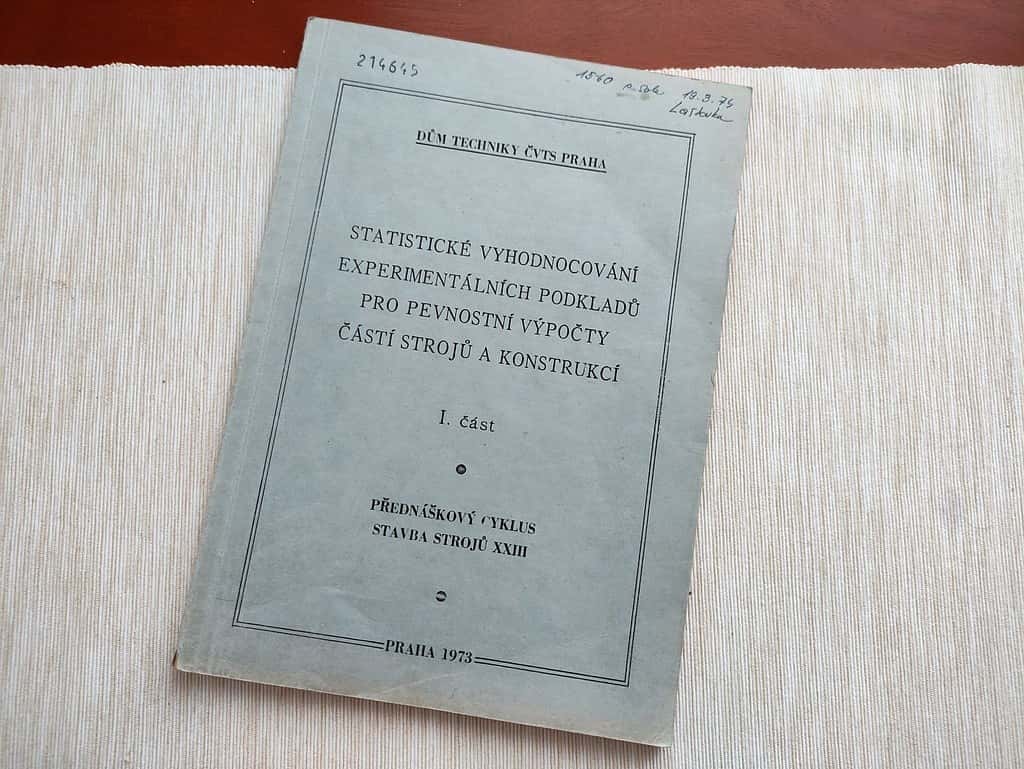 214645
1560 19.3.74
DŮM TECHNIKY ČVTS PRAHA
STATISTICKÉ VYHODNOCOVÁNÍ
EXPERIMENTÁLNÍCH PODKLADŮ
PRO PEVNOSTNÍ VÝPOČTY
ČÁSTÍ STROJŮ A KONSTRUKCÍ
I. část
PŘEDNÁŠKOVÝ CYKLUS
STAVBA STROJŮ XXIII
PRAHA 1973